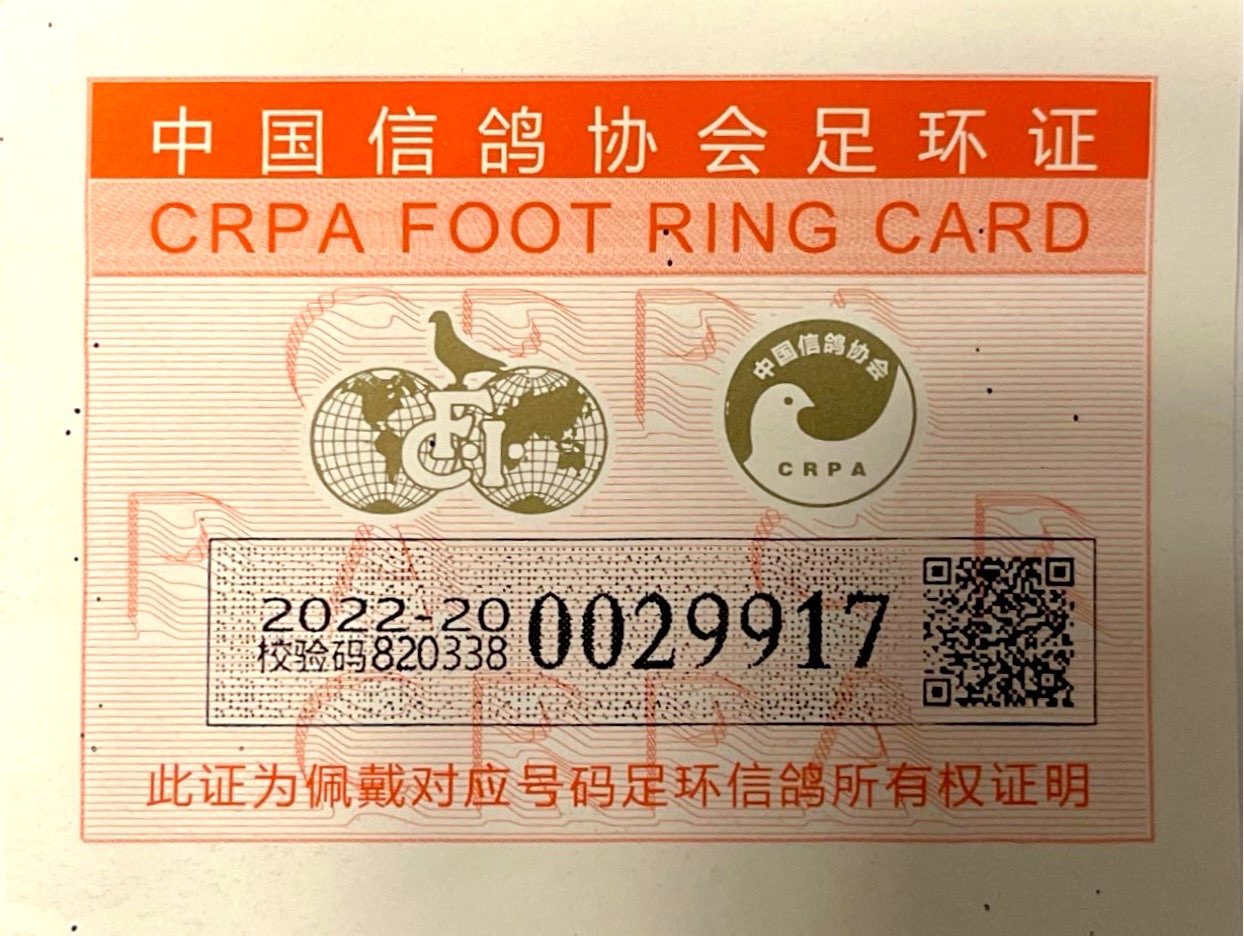 中国信鸽协会足环证
CRPA FOOT RING CARD
F
C.I.
中国信鸽协会
CRPA
2022-20
校验码820338
0029917
此证为佩戴对应号码足环信鸽所有权证明